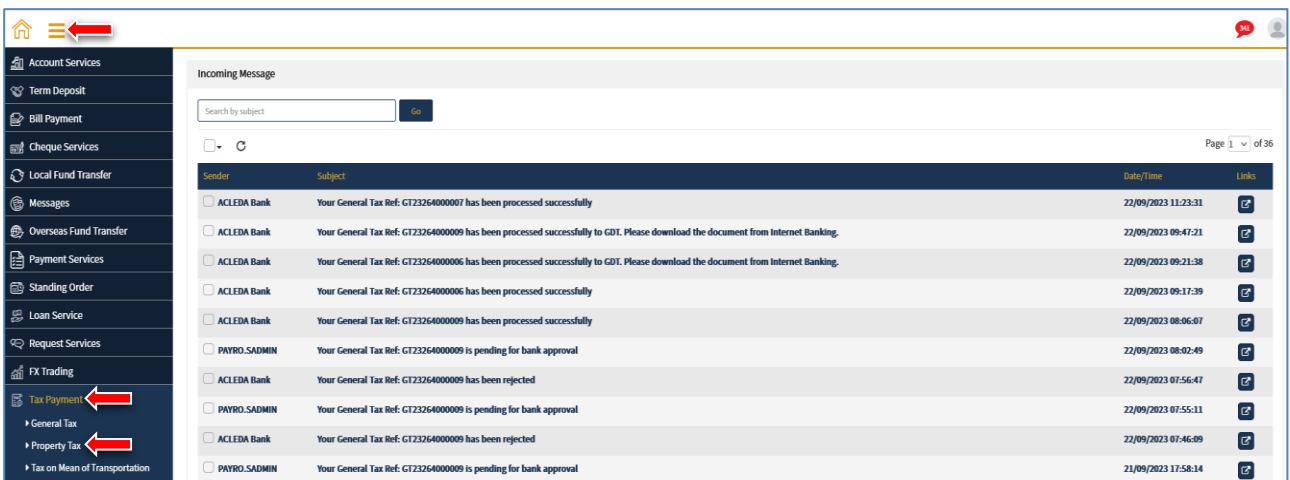 341
Account Services
Term Deposit
Bill Payment
Cheque Services
Local Fund Transfer
Messages
Overseas Fund Transfer
Payment Services
Standing Order
Loan Service
Request Services
FX Trading
Tax Payment
General Tax
Property Tax
Tax on Mean of Transportation
Incoming Message
Search by subject Go
Page 1 of 36
Sender Subject Date/Time Links
ACLEDA Bank Your General Tax Ref: GT23264000007 has been processed successfully 22/09/2023 11:23:31
ACLEDA Bank Your General Tax Ref: GT23264000009 has been processed successfully to GDT. Please download the document from Internet Banking. 22/09/2023 09:47:21
ACLEDA Bank Your General Tax Ref: GT23264000006 has been processed successfully to GDT. Please download the document from Internet Banking. 22/09/2023 09:21:38
ACLEDA Bank Your General Tax Ref: GT23264000006 has been processed successfully 22/09/2023 09:17:39
ACLEDA Bank Your General Tax Ref: GT23264000009 has been processed successfully 22/09/2023 08:06:07
PAYRO.SADMIN Your General Tax Ref: GT23264000009 is pending for bank approval 22/09/2023 08:02:49
ACLEDA Bank Your General Tax Ref: GT23264000009 has been rejected 22/09/2023 07:56:47
PAYRO.SADMIN Your General Tax Ref: GT23264000009 is pending for bank approval 22/09/2023 07:55:11
ACLEDA Bank Your General Tax Ref: GT23264000009 has been rejected 22/09/2023 07:46:09
PAYRO.SADMIN Your General Tax Ref: GT23264000009 is pending for bank approval 21/09/2023 17:58:14